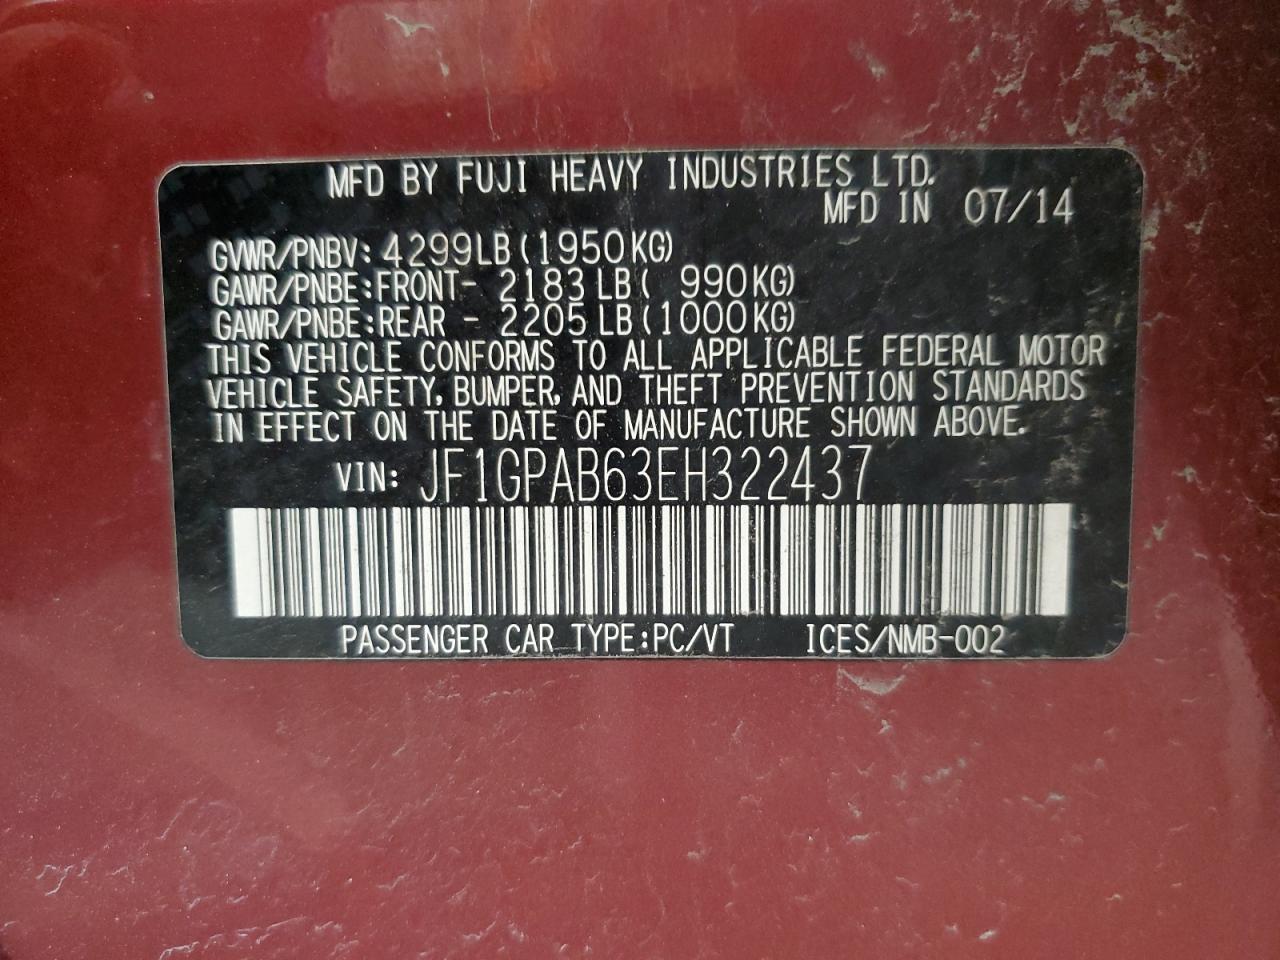 MFD BY FUJI HEAVY INDUSTRIES LTD.
MFD IN 07/14
GVWR/PNBV: 4299LB (1950KG)
GAWR/PNBE: FRONT- 2183 LB ( 990KG)
GAWR/PNBE: REAR - 2205 LB (1000KG)
THIS VEHICLE CONFORMS TO ALL APPLICABLE FEDERAL MOTOR
VEHICLE SAFETY, BUMPER, AND THEFT PREVENTION STANDARDS
IN EFFECT ON THE DATE OF MANUFACTURE SHOWN ABOVE.
VIN: JF1GPAB63EH322437
PASSENGER CAR TYPE:PC/VT ICES/NMB-002